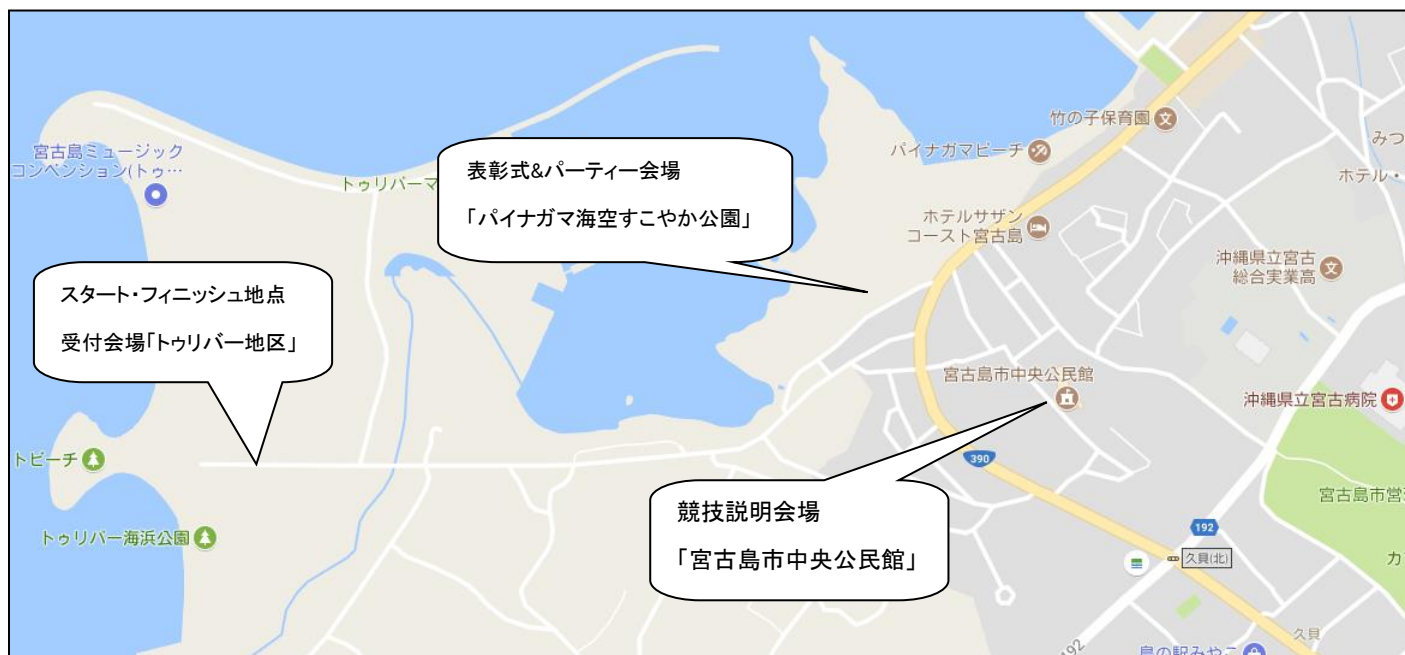 竹の子保育園
みつ
パイナガマビーチ
宮古島ミュージック
コンベンション(トゥ…
ホテル・
トゥリバーマ
表彰式&パーティー会場
「パイナガマ海空すこやか公園」
ホテルサザン
コースト宮古島
沖縄県立宮古
総合実業高
スタート・フィニッシュ地点
受付会場「トゥリバー地区」
宮古島市中央公民館
沖縄県立宮古病院
トビーチ
390
宮古島市営
競技説明会場
「宮古島市中央公民館」
192
トゥリバー海浜公園
久貝(北)
カ
久貝
192
島の駅みやこ